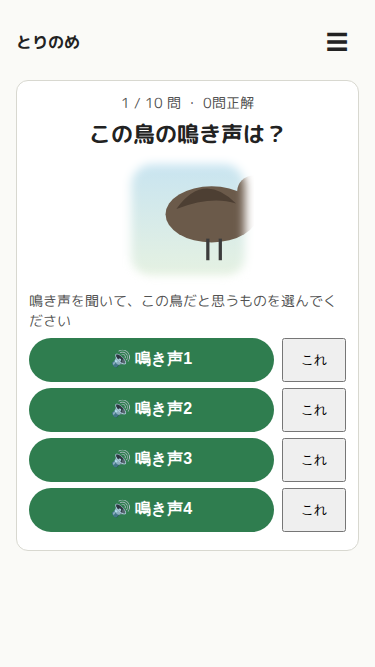 とりのめ
☰
1 / 10 問 ・ 0問正解
この鳥の鳴き声は？
鳴き声を聞いて、この鳥だと思うものを選んでく
ださい
🔊 鳴き声1
これ
🔊 鳴き声2
これ
🔊 鳴き声3
これ
🔊 鳴き声4
これ